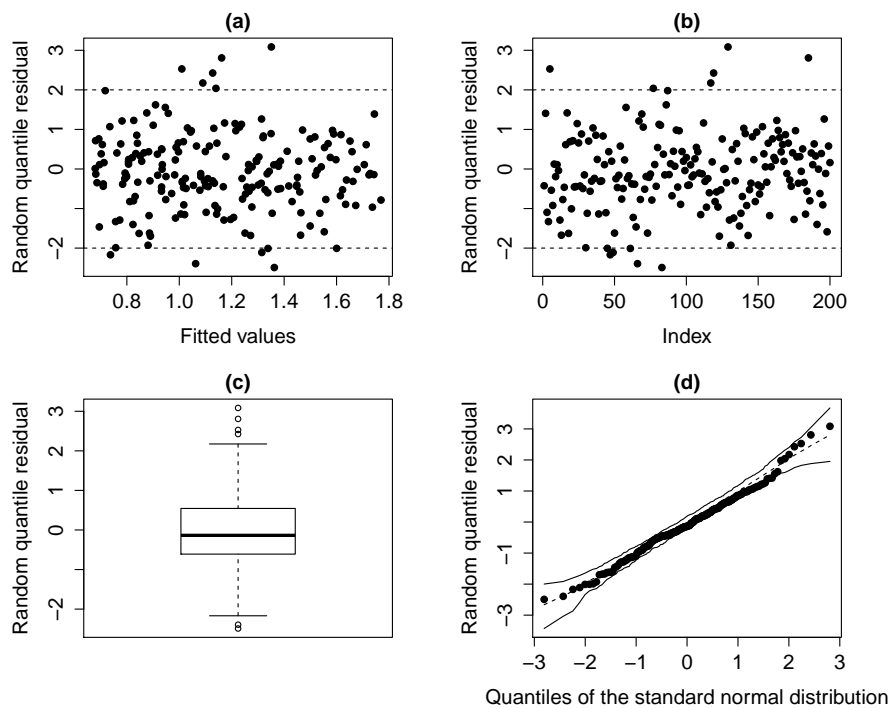 (a)
Random quantile residual
3
2
1
0
−2
0.8 1.0 1.2 1.4 1.6 1.8
Fitted values
(b)
Random quantile residual
3
2
1
0
−2
0 50 100 150 200
Index
(c)
Random quantile residual
3
2
1
0
−2
(d)
Random quantile residual
3
1
−1
−3
−3 −2 −1 0 1 2 3
Quantiles of the standard normal distribution